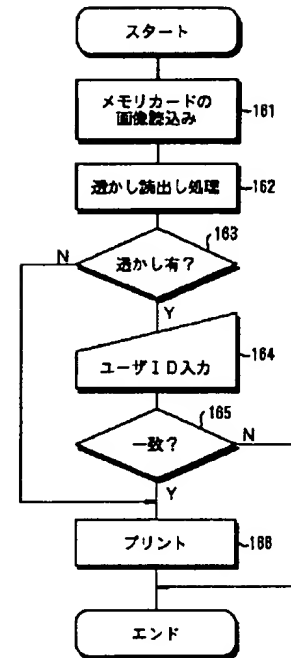 スタート
メモリカードの
画像読込み
161
透かし読出し処理
162
163
透かし有?
N
Y
ユーザID入力
164
165
一致?
N
Y
プリント
166
エンド